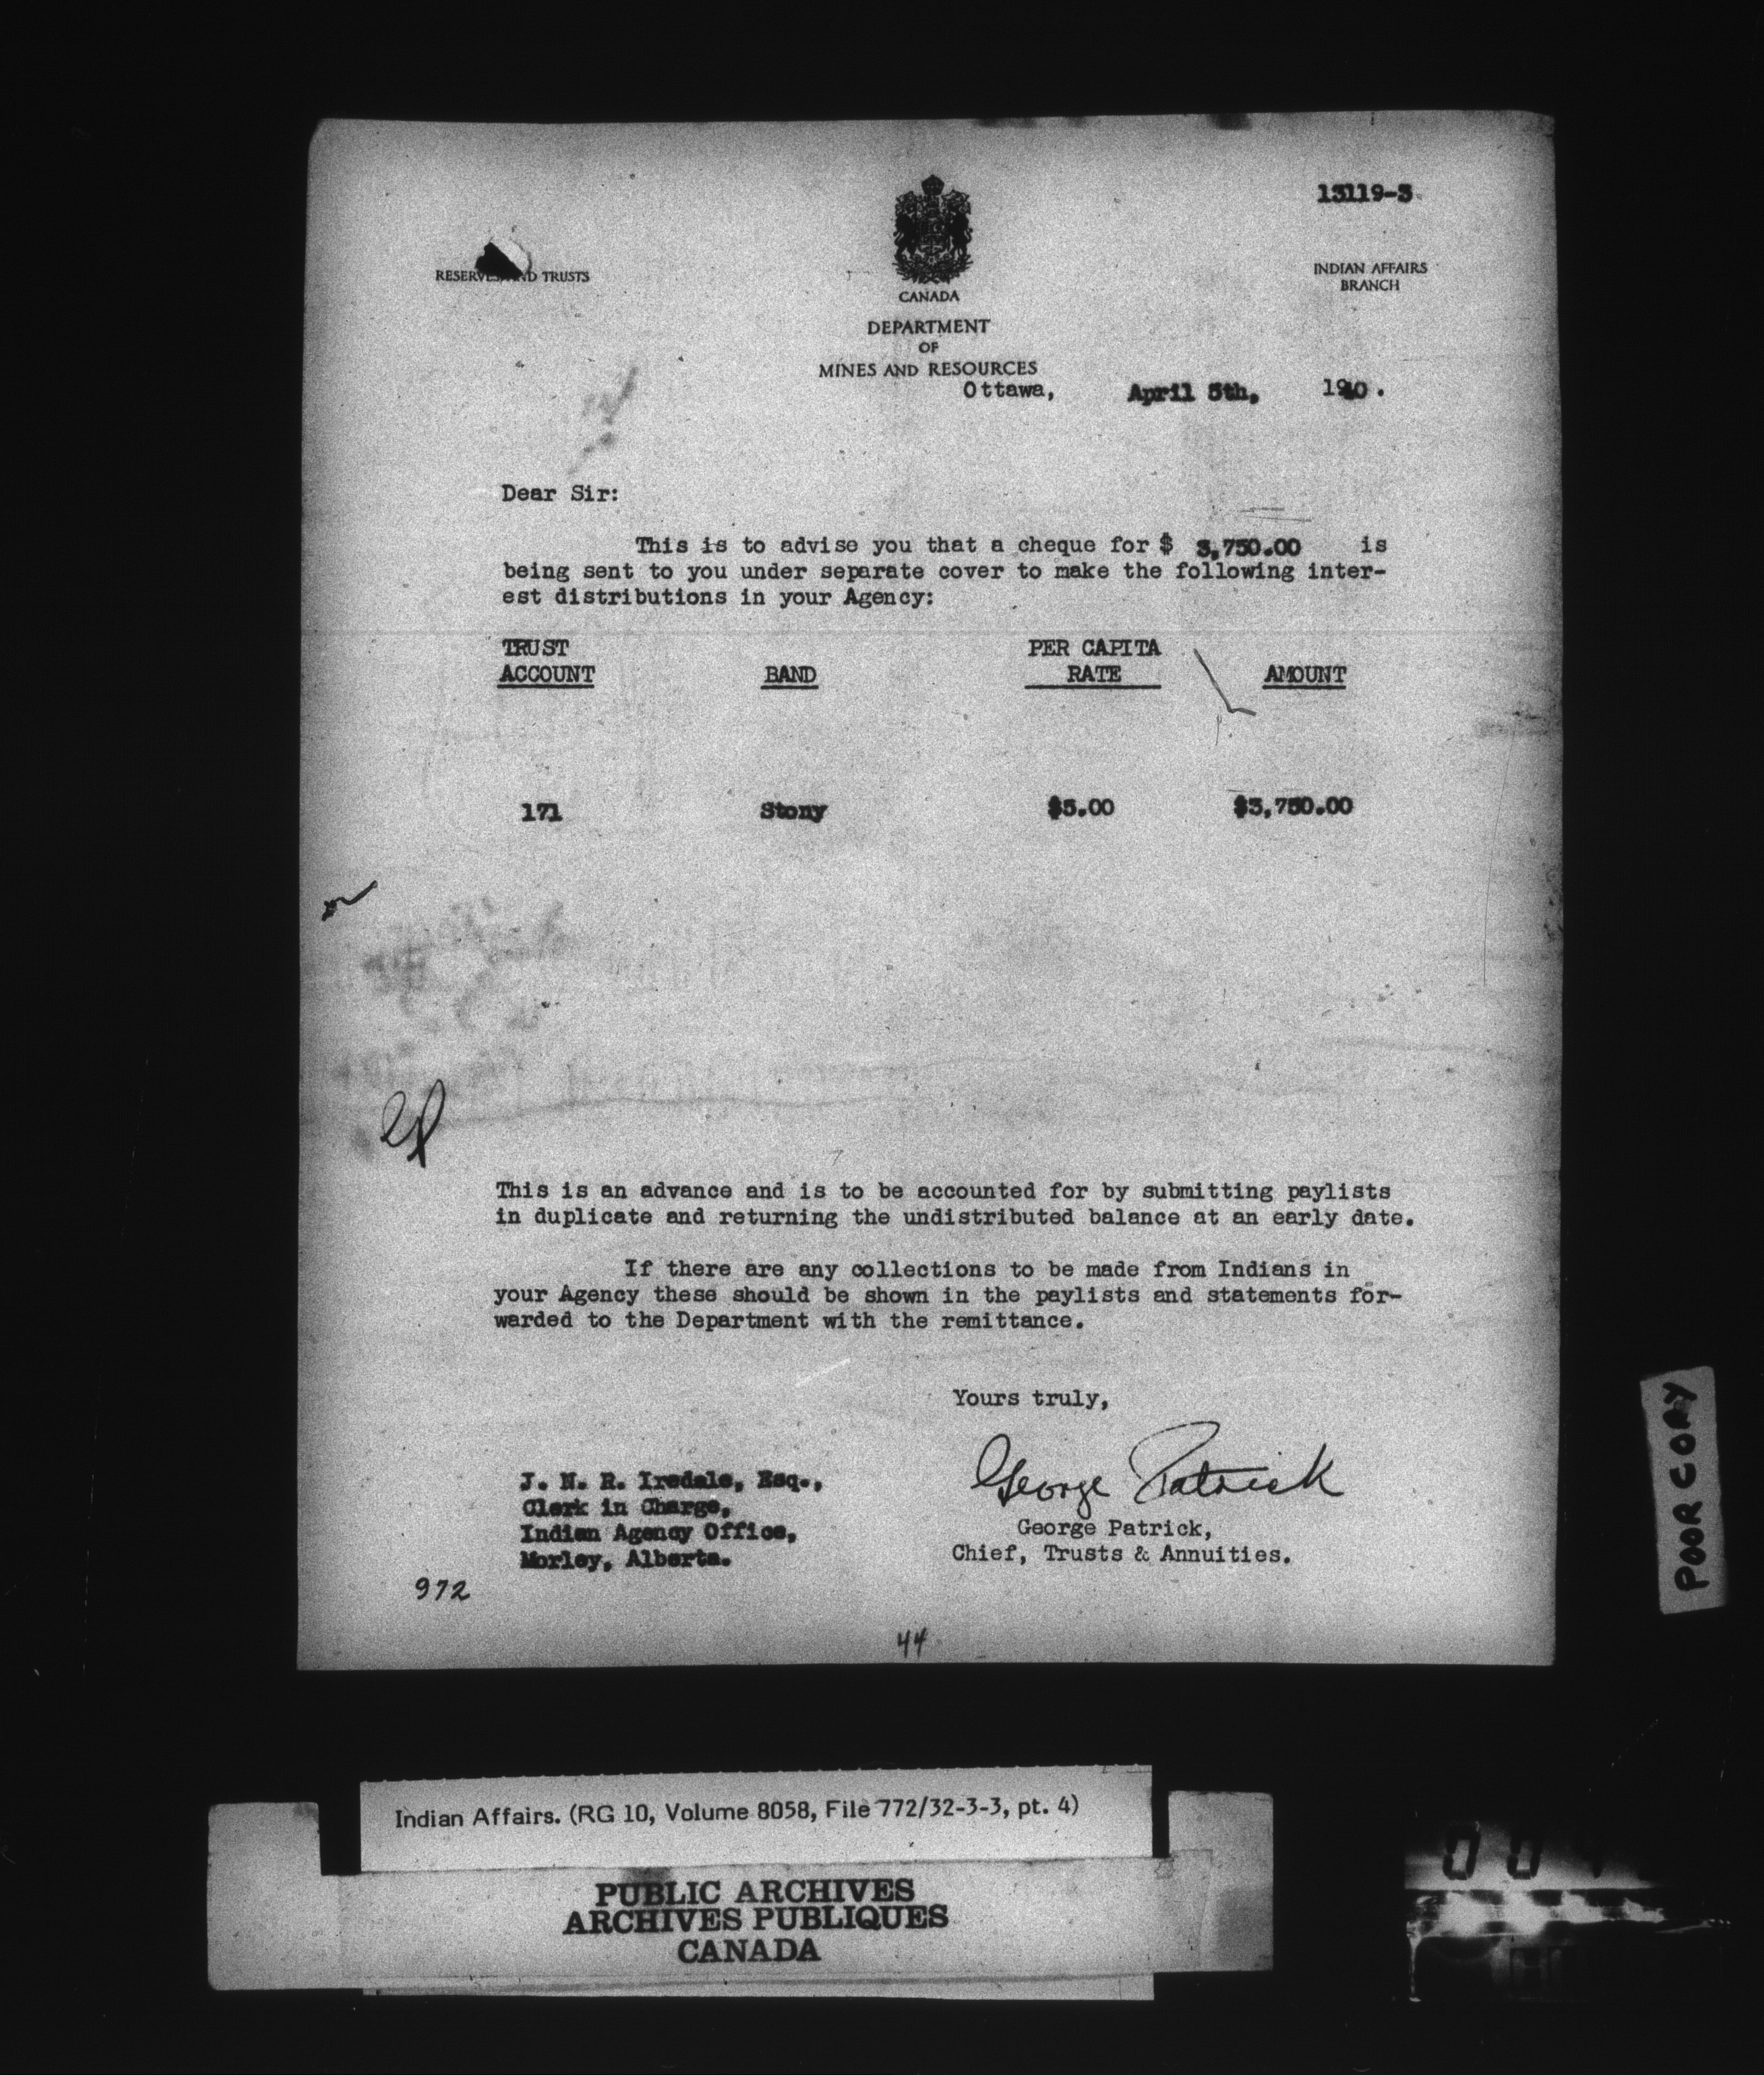 13119-3
RESERVES AND TRUSTS
INDIAN AFFAIRS
BRANCH
CANADA
DEPARTMENT
OF
MINES AND RESOURCES
Ottawa, April 5th, 1940.
Dear Sir:
This is to advise you that a cheque for $ 3,750.00 is
being sent to you under separate cover to make the following inter-
est distributions in your Agency:
TRUST PER CAPITA
ACCOUNT BAND RATE AMOUNT
171 Stony $5.00 $3,750.00
This is an advance and is to be accounted for by submitting paylists
in duplicate and returning the undistributed balance at an early date.
If there are any collections to be made from Indians in
your Agency these should be shown in the paylists and statements for-
warded to the Department with the remittance.
Yours truly,
George Patrick
George Patrick,
Chief, Trusts & Annuities.
J. N. R. Iredale, Esq.,
Clerk in Charge,
Indian Agency Office,
Morley, Alberta.
972
44
POOR COPY
Indian Affairs. (RG 10, Volume 8058, File 772/32-3-3, pt. 4)
PUBLIC ARCHIVES
ARCHIVES PUBLIQUES
CANADA